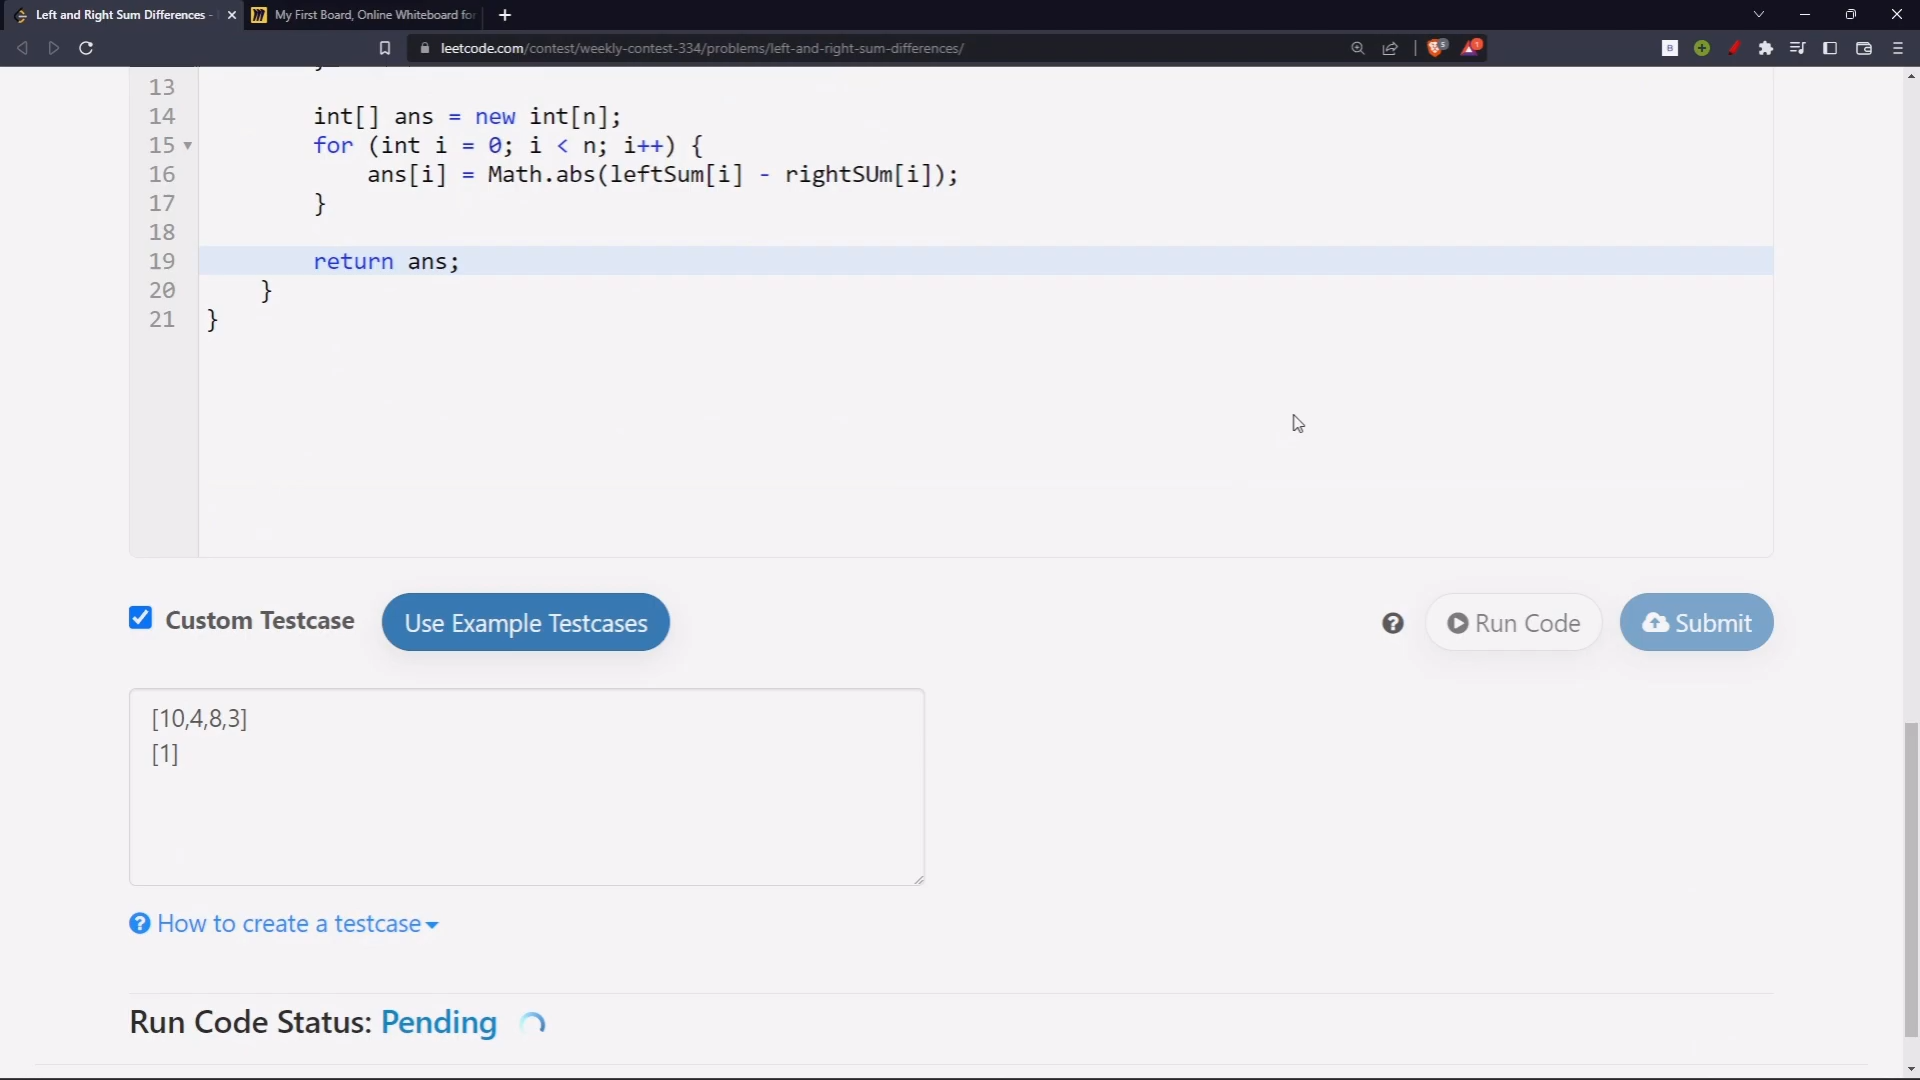 Left and Right Sum Differences -
My First Board, Online Whiteboard for
leetcode.com/contest/weekly-contest-334/problems/left-and-right-sum-differences/
13
14 int[] ans = new int[n];
15 for (int i = 0; i < n; i++) {
16 ans[i] = Math.abs(leftSum[i] - rightSUm[i]);
17 }
18
19 return ans;
20 }
21 }
Custom Testcase Use Example Testcases Run Code Submit
[10,4,8,3]
[1]
How to create a testcase
Run Code Status: Pending